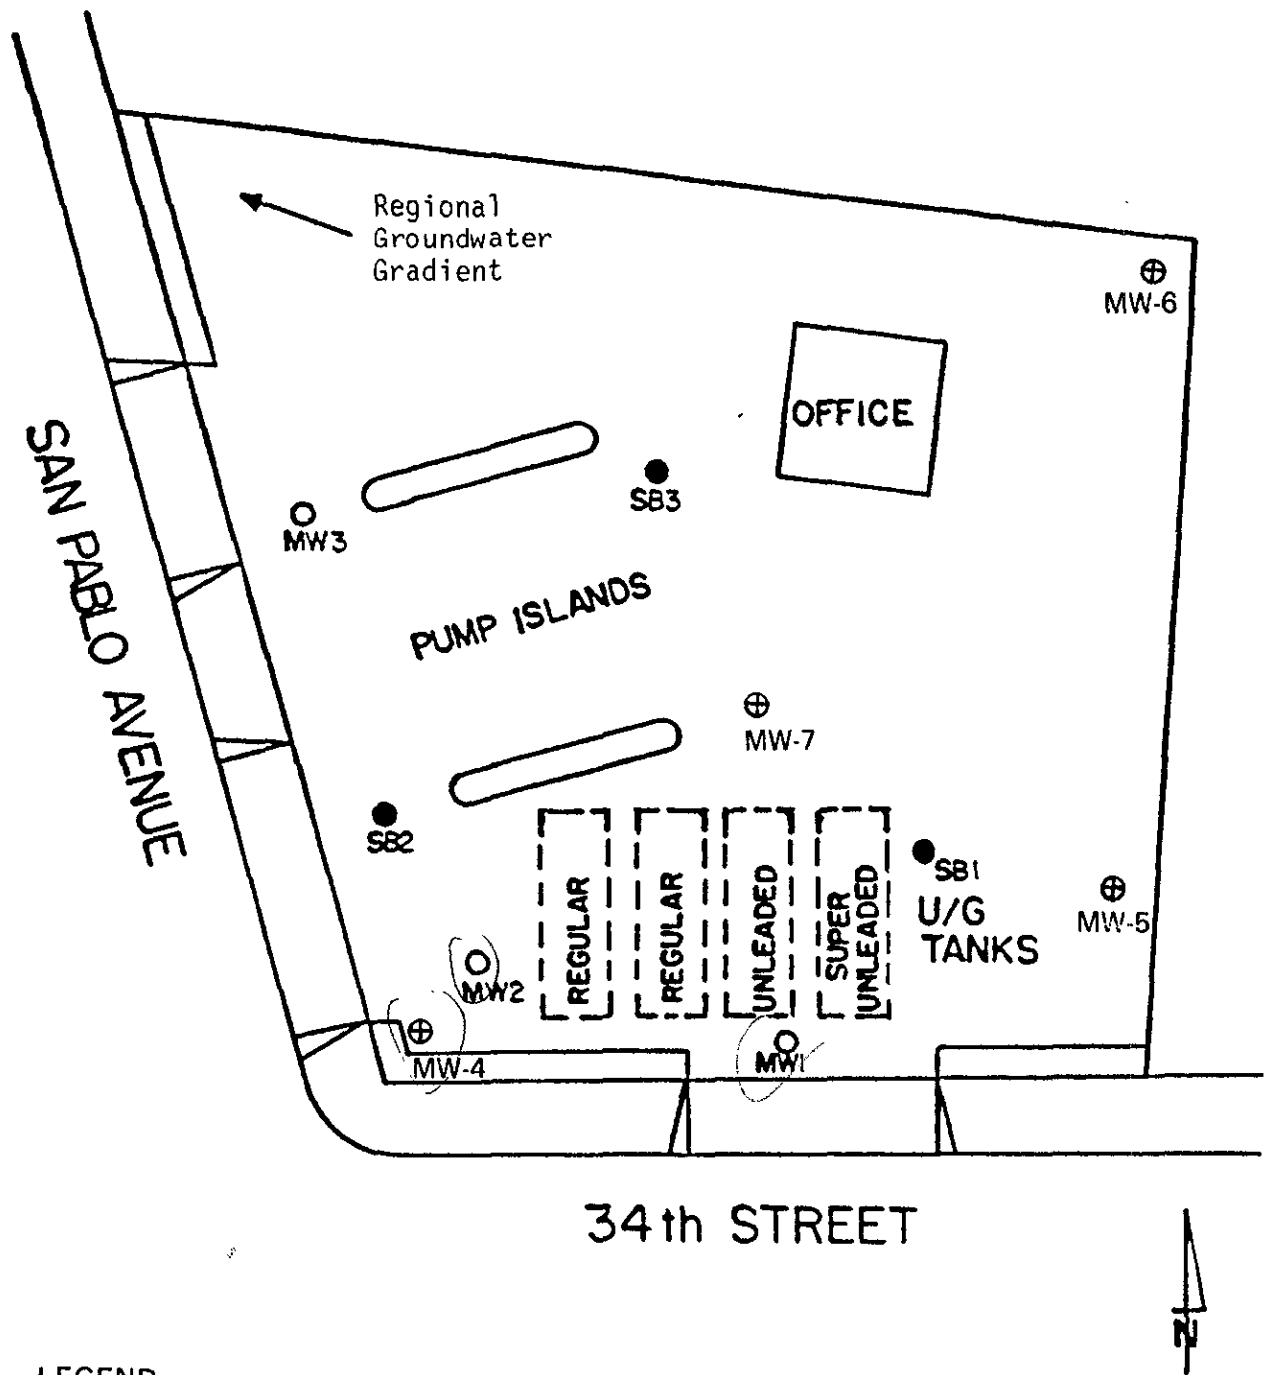 Regional
Groundwater
Gradient
MW-6
OFFICE
SB3
MW3
SAN PABLO AVENUE
PUMP ISLANDS
MW-7
SB2
REGULAR
REGULAR
UNLEADED
SUPER
UNLEADED
SB1
U/G
TANKS
MW-5
MW2
MW-4
MW1
34th STREET
N
LEGEND